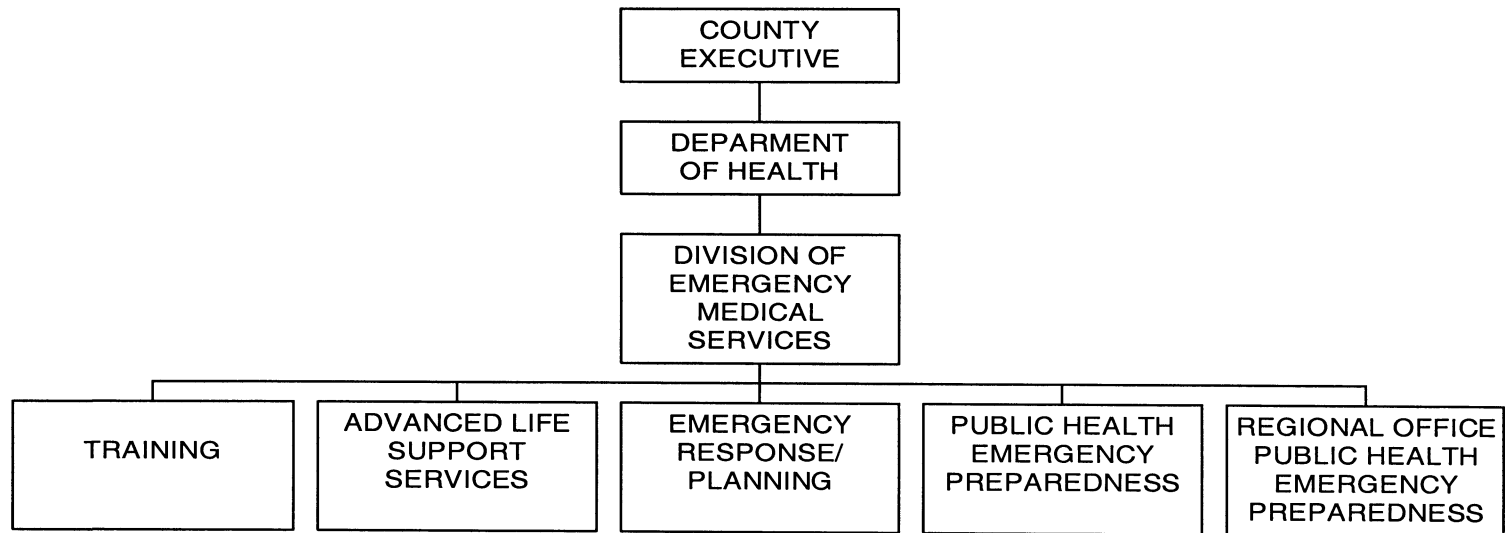 COUNTY
EXECUTIVE
DEPARMENT
OF HEALTH
DIVISION OF
EMERGENCY
MEDICAL
SERVICES
TRAINING
ADVANCED LIFE
SUPPORT
SERVICES
EMERGENCY
RESPONSE/
PLANNING
PUBLIC HEALTH
EMERGENCY
PREPAREDNESS
REGIONAL OFFICE
PUBLIC HEALTH
EMERGENCY
PREPAREDNESS